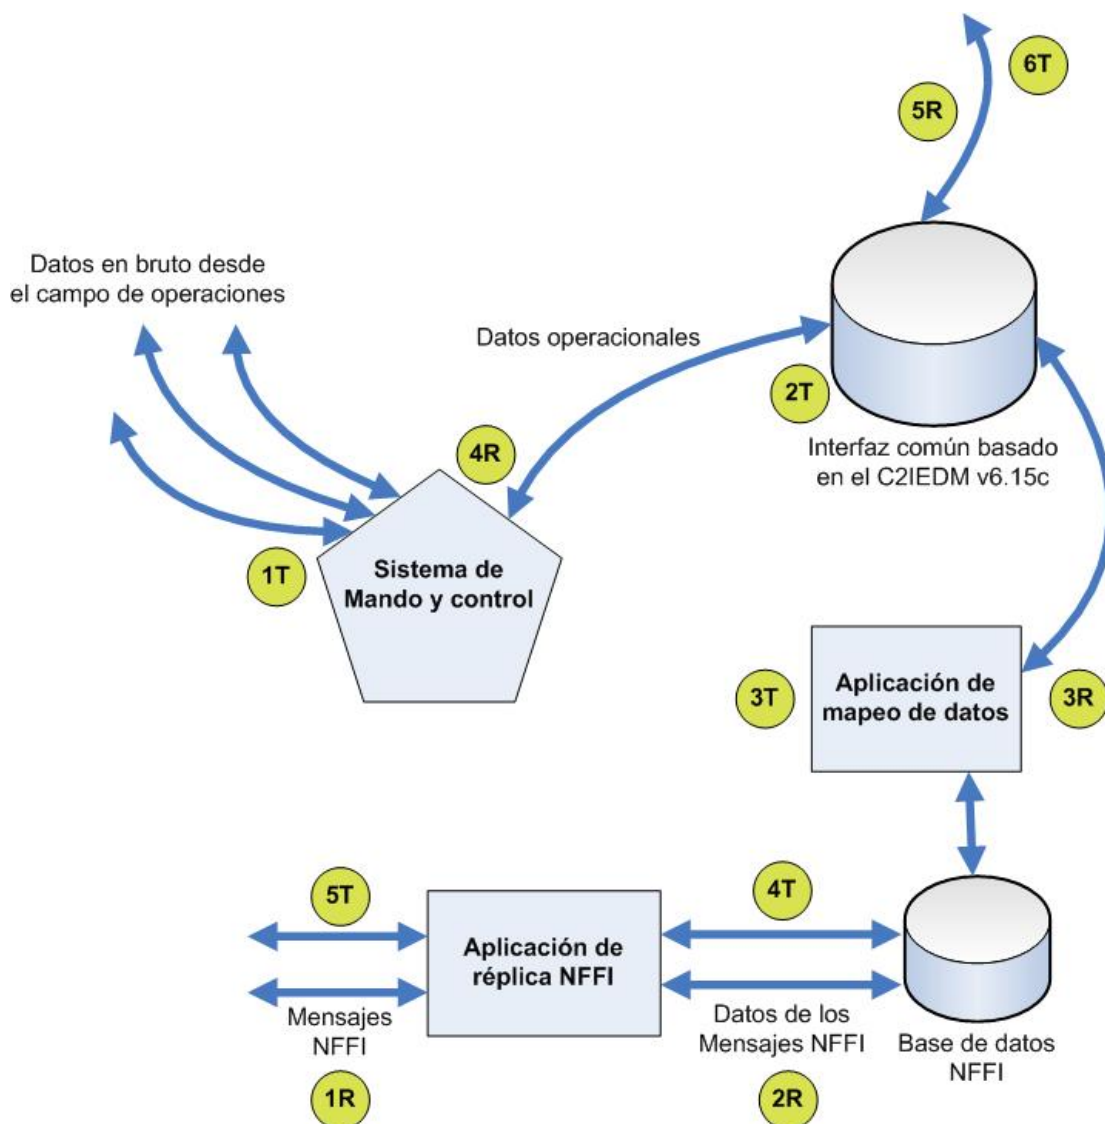 6T
5R
Datos en bruto desde
el campo de operaciones
Datos operacionales
2T
Interfaz común basado
en el C2IEDM v6.15c
4R
1T
Sistema de
Mando y control
3T
Aplicación de
mapeo de datos
3R
5T
4T
Aplicación de
réplica NFFI
Mensajes
NFFI
Datos de los
Mensajes NFFI
Base de datos
NFFI
1R
2R